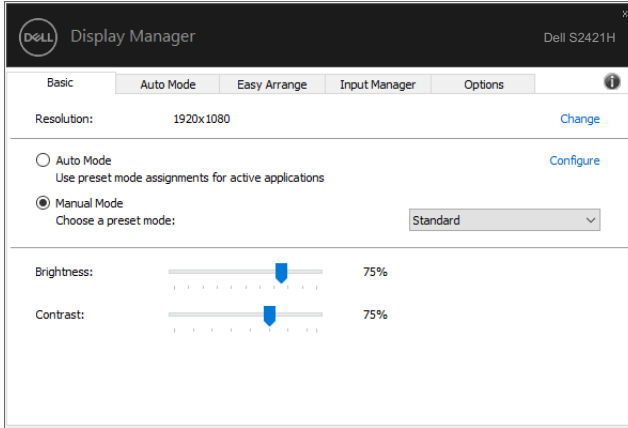 x
DELL Display Manager Dell S2421H
Basic Auto Mode Easy Arrange Input Manager Options i
Resolution: 1920x1080 Change
Auto Mode Configure
Use preset mode assignments for active applications
Manual Mode
Choose a preset mode: Standard
Brightness: 75%
Contrast: 75%